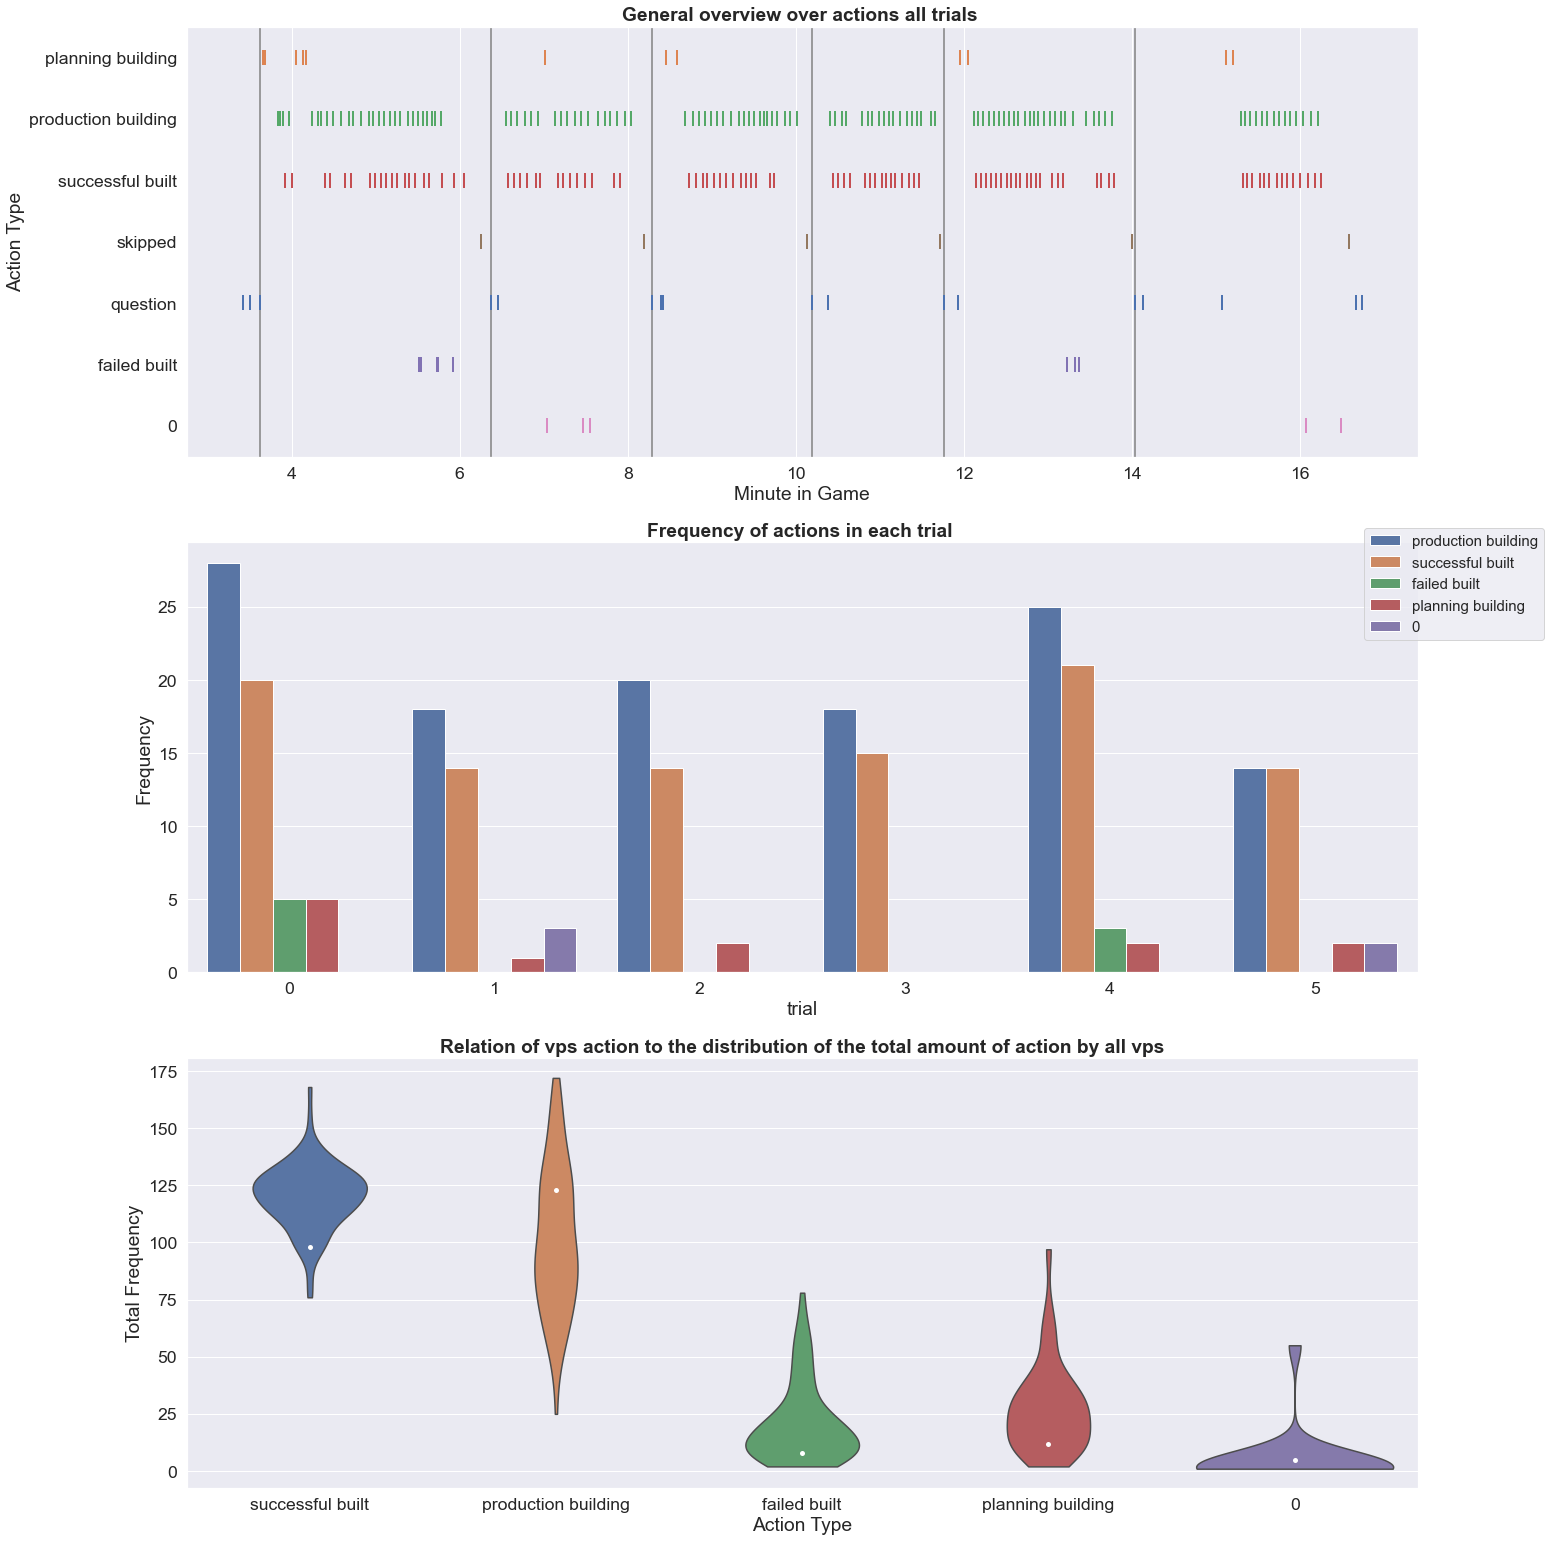 General overview over actions all trials
planning building
production building
successful built
skipped
question
failed built
0
Action Type
4 6 8 10 12 14 16
Minute in Game
Frequency of actions in each trial
production building
successful built
failed built
planning building
0
25
20
15
10
5
0
Frequency
0 1 2 3 4 5
trial
Relation of vps action to the distribution of the total amount of action by all vps
175
150
125
100
75
50
25
0
Total Frequency
successful built production building failed built planning building 0
Action Type